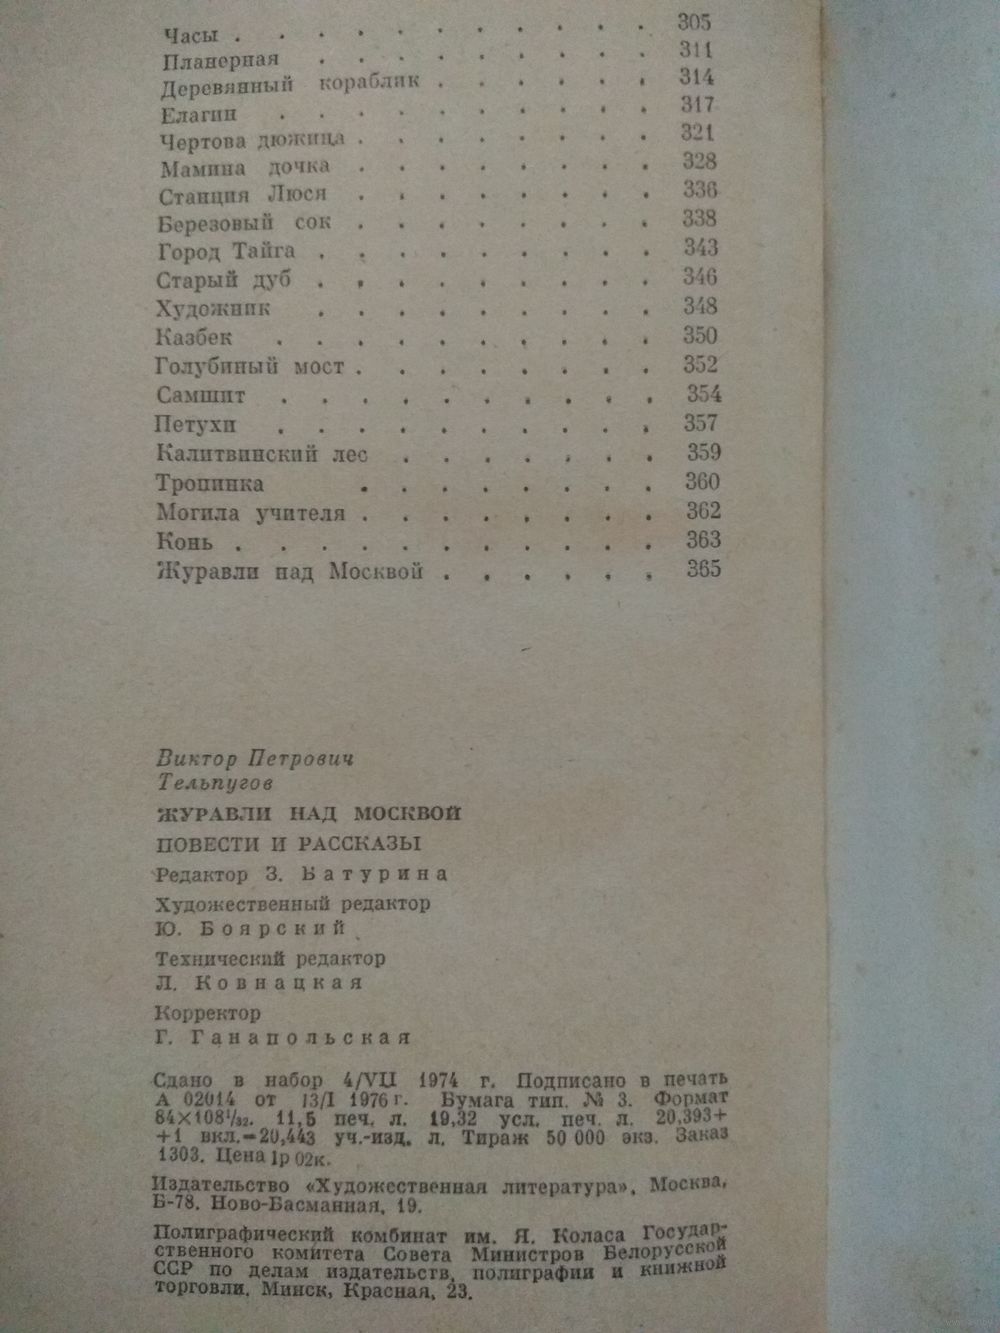 Часы . . . . . . . . . . . 305
Планерная . . . . . . . . . 311
Деревянный кораблик . . . . . . 314
Елагин . . . . . . . . . . 317
Чертова дюжица . . . . . . . . 321
Мамина дочка . . . . . . . . 328
Станция Люся . . . . . . . . 336
Березовый сок . . . . . . . . 338
Город Тайга . . . . . . . . . 343
Старый дуб . . . . . . . . . 346
Художник . . . . . . . . . 348
Казбек . . . . . . . . . . 350
Голубиный мост . . . . . . . . 352
Самшит . . . . . . . . . . 354
Петухи . . . . . . . . . . 357
Калитвинский лес . . . . . . . 359
Тропинка . . . . . . . . 360
Могила учителя . . . . . . . . 362
Конь . . . . . . . . . . . 363
Журавли над Москвой . . . . . . 365
Виктор Петрович
Тельпугов
ЖУРАВЛИ НАД МОСКВОЙ
ПОВЕСТИ И РАССКАЗЫ
Редактор З. Батурина
Художественный редактор
Ю. Боярский
Технический редактор
Л. Ковнацкая
Корректор
Г. Ганапольская
Сдано в набор 4/VII 1974 г. Подписано в печать
А 02014 от 13/I 1976 г. Бумага тип. № 3. Формат
84×108 1/32. 11,5 печ. л. 19,32 усл. печ. л. 20,393+
+1 вкл.=20,443 уч.-изд. л. Тираж 50 000 экз. Заказ
1303. Цена 1р 02к.
Издательство «Художественная литература», Москва,
Б-78. Ново-Басманная, 19.
Полиграфический комбинат им. Я. Коласа Государ-
ственного комитета Совета Министров Белорусской
ССР по делам издательств, полиграфии и книжной
торговли. Минск, Красная, 23.